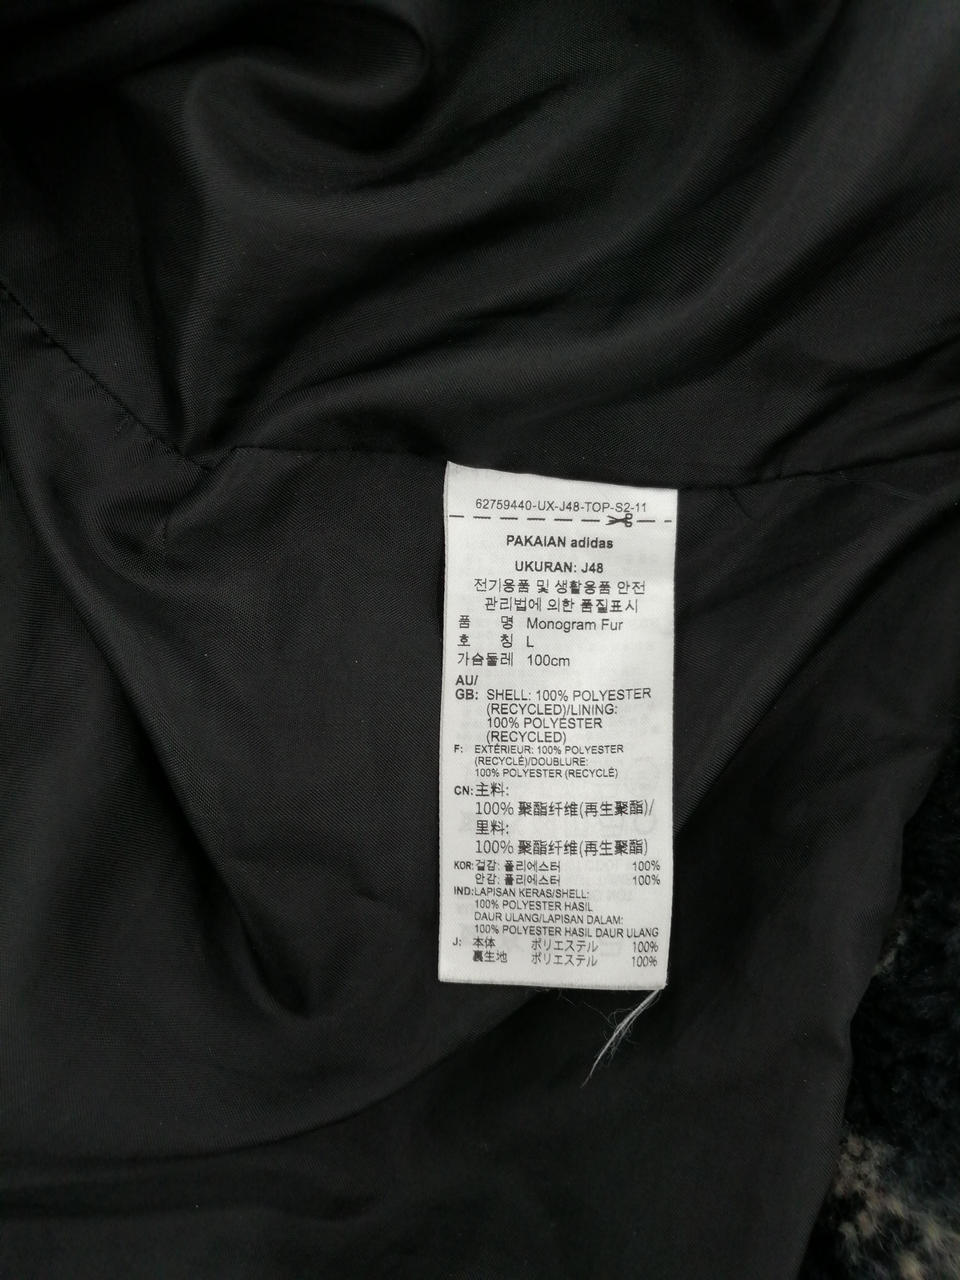 62759440-UX-J48-TOP-S2-11
PAKAIAN adidas
UKURAN: J48
전기용품 및 생활용품 안전
관리법에 의한 품질표시
품 명 Monogram Fur
호 칭 L
가슴둘레 100cm
AU/
GB: SHELL: 100% POLYESTER
(RECYCLED)/LINING:
100% POLYESTER
(RECYCLED)
F: EXTÉRIEUR: 100% POLYESTER
(RECYCLÉ)/DOUBLURE:
100% POLYESTER (RECYCLÉ)
CN: 主料:
100% 聚酯纤维(再生聚酯)/
里料:
100% 聚酯纤维(再生聚酯)
KOR: 겉감: 폴리에스터 100%
안감: 폴리에스터 100%
IND: LAPISAN KERAS/SHELL:
100% POLYESTER HASIL
DAUR ULANG/LAPISAN DALAM:
100% POLYESTER HASIL DAUR ULANG
J: 本体 ポリエステル 100%
裏生地 ポリエステル 100%